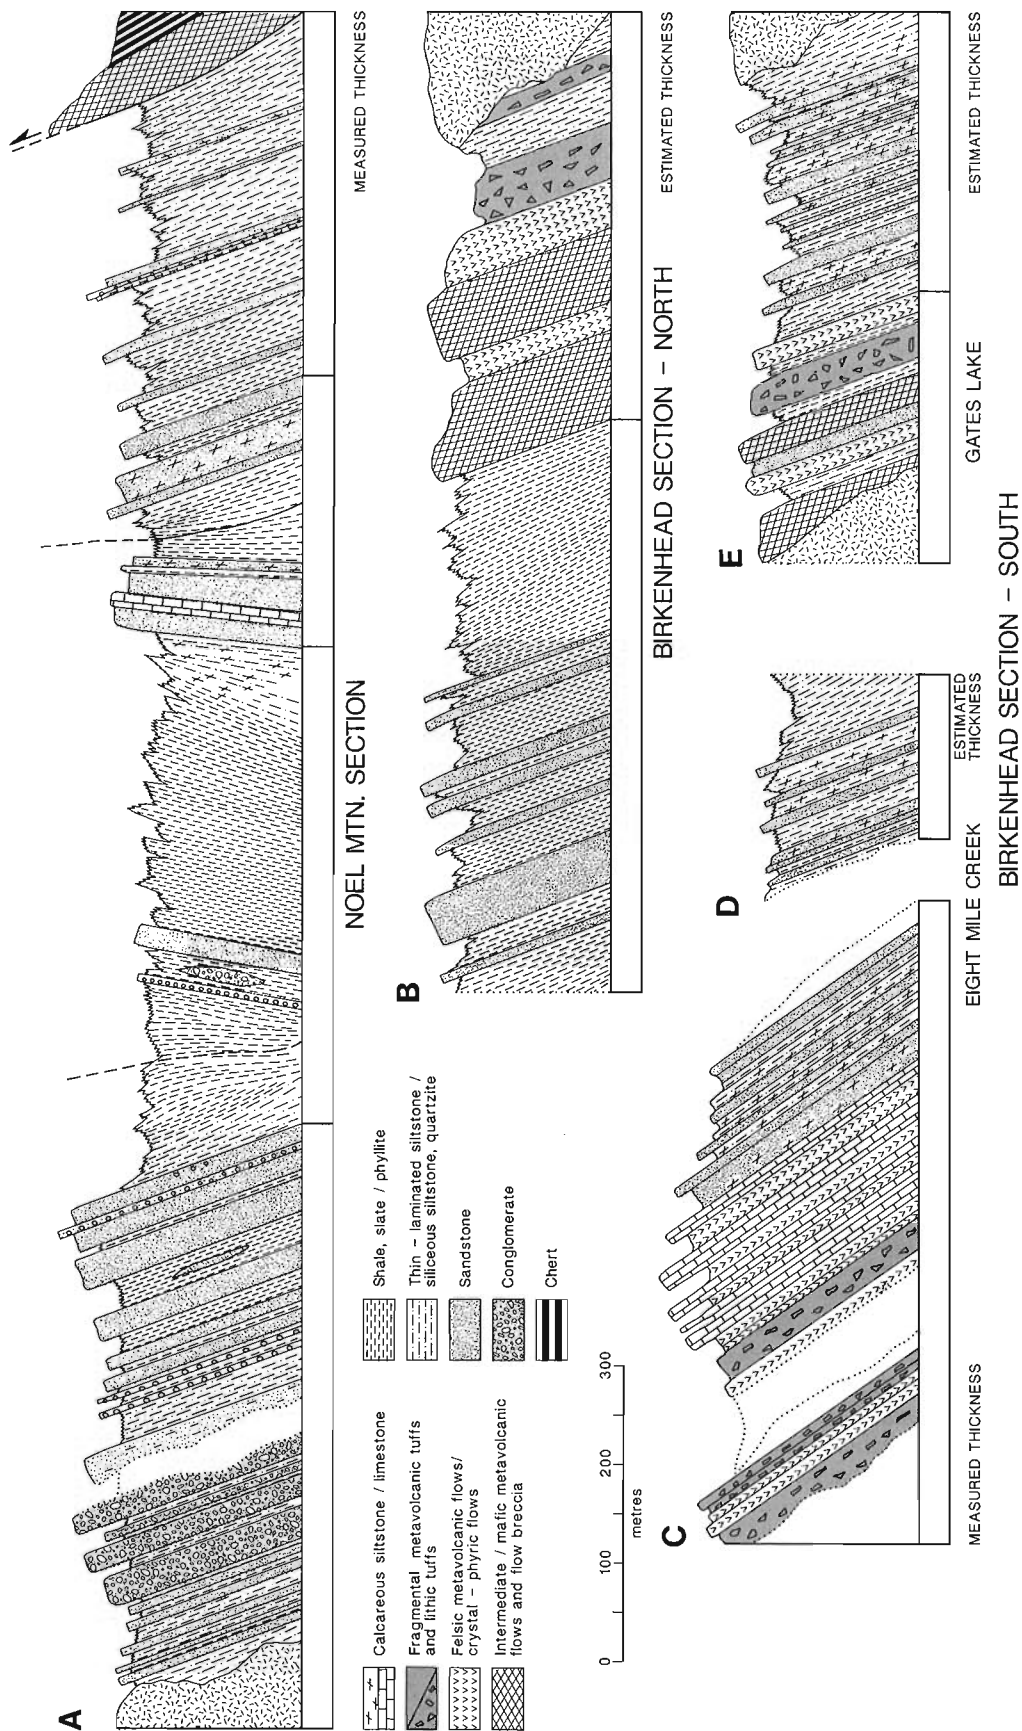 A
MEASURED THICKNESS
NOEL MTN. SECTION
Calcareous siltstone / limestone
Fragmental metavolcanic tuffs
and lithic tuffs
Felsic metavolcanic flows/
crystal - phyric flows
Intermediate / mafic metavolcanic
flows and flow breccia
Shale, slate / phyllite
Thin - laminated siltstone /
siliceous siltstone, quartzite
Sandstone
Conglomerate
Chert
0 100 200 300
metres
B
ESTIMATED THICKNESS
BIRKENHEAD SECTION - NORTH
C
MEASURED THICKNESS
EIGHT MILE CREEK
D
ESTIMATED
THICKNESS
E
GATES LAKE
ESTIMATED THICKNESS
BIRKENHEAD SECTION - SOUTH